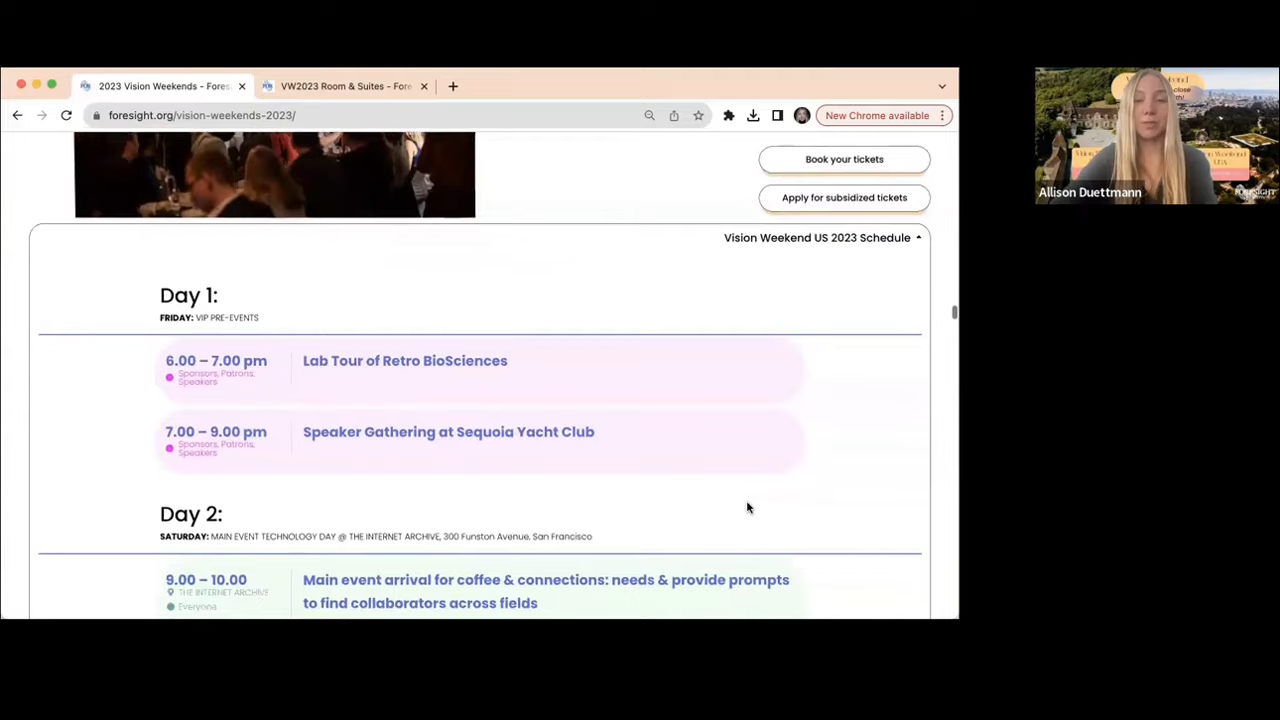 2023 Vision Weekends - Fores
VW2023 Room & Suites - Fore
foresight.org/vision-weekends-2023/
New Chrome available
Book your tickets
Apply for subsidized tickets
Vision Weekend US 2023 Schedule
Day 1:
FRIDAY: VIP PRE-EVENTS
6.00 – 7.00 pm
Sponsors, Patrons,
Speakers
Lab Tour of Retro BioSciences
7.00 – 9.00 pm
Sponsors, Patrons,
Speakers
Speaker Gathering at Sequoia Yacht Club
Day 2:
SATURDAY: MAIN EVENT TECHNOLOGY DAY @ THE INTERNET ARCHIVE, 300 Funston Avenue, San Francisco
9.00 – 10.00
THE INTERNET ARCHIVE
Everyone
Main event arrival for coffee & connections: needs & provide prompts
to find collaborators across fields
Allison Duettmann
FORESIGHT